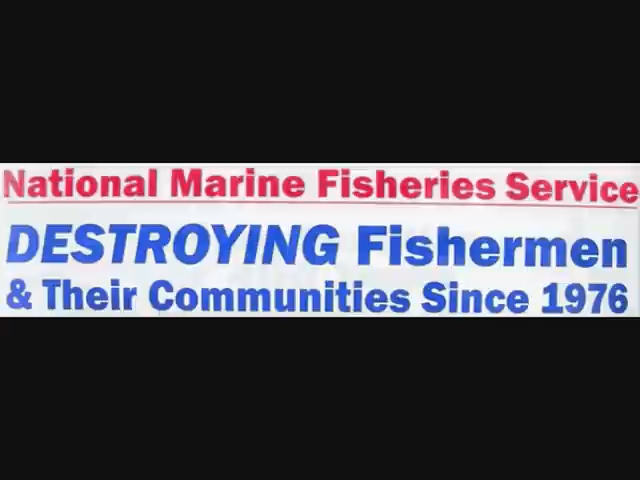 National Marine Fisheries Service
DESTROYING Fishermen
& Their Communities Since 1976